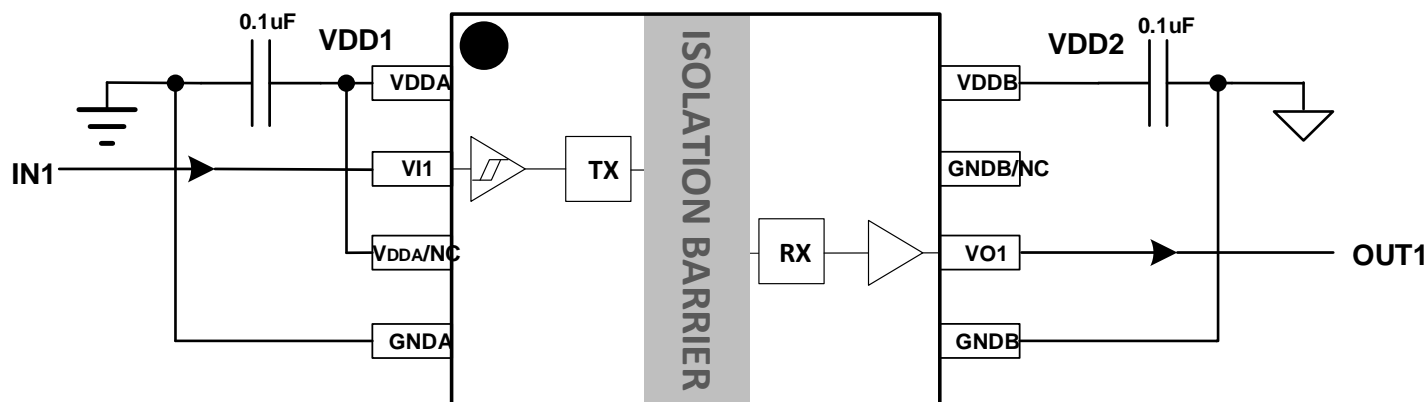 0.1uF
VDD1
VDD2
0.1uF
VDDA
VDDB
IN1
VI1
TX
GNDB/NC
VDDA/NC
RX
VO1
OUT1
GNDA
GNDB
ISOLATION BARRIER